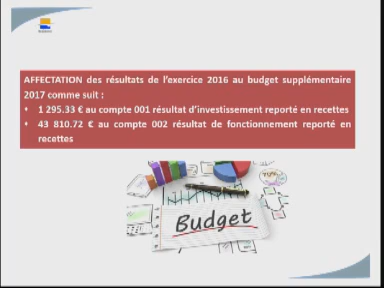 AFFECTATION des résultats de l'exercice 2016 au budget supplémentaire
2017 comme suit :
• 1 295.33 € au compte 001 résultat d'investissement reporté en recettes
• 43 810.72 € au compte 002 résultat de fonctionnement reporté en
recettes
Budget